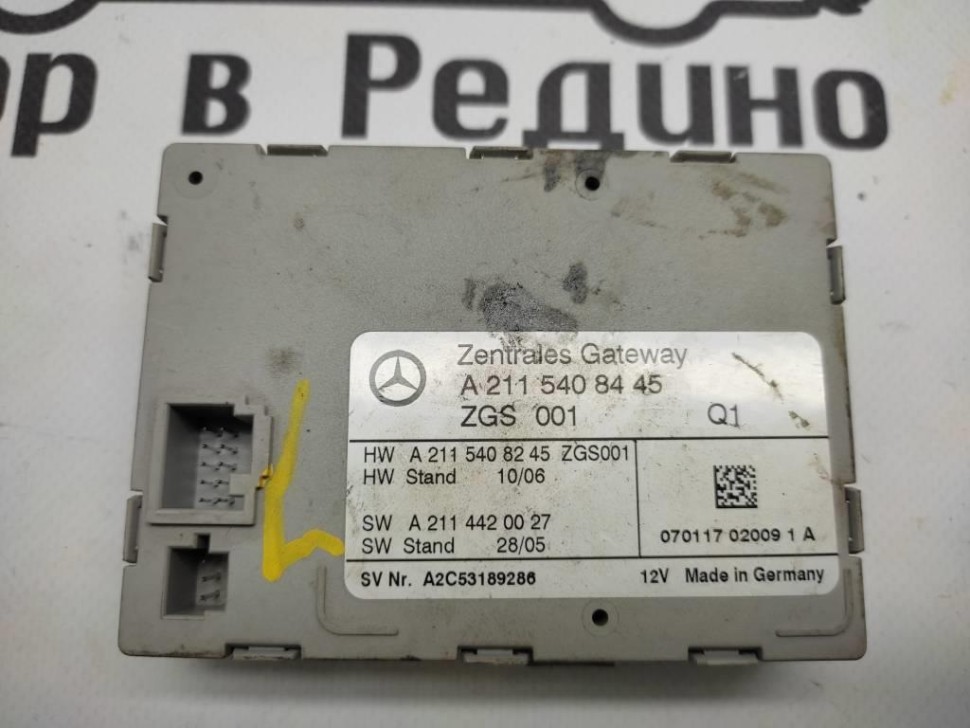 ор в Редино
Zentrales Gateway
A 211 540 84 45
ZGS 001 Q1
HW A 211 540 82 45 ZGS001
HW Stand 10/06
SW A 211 442 00 27
SW Stand 28/05
070117 02009 1 A
SV Nr. A2C53189286 12V Made in Germany